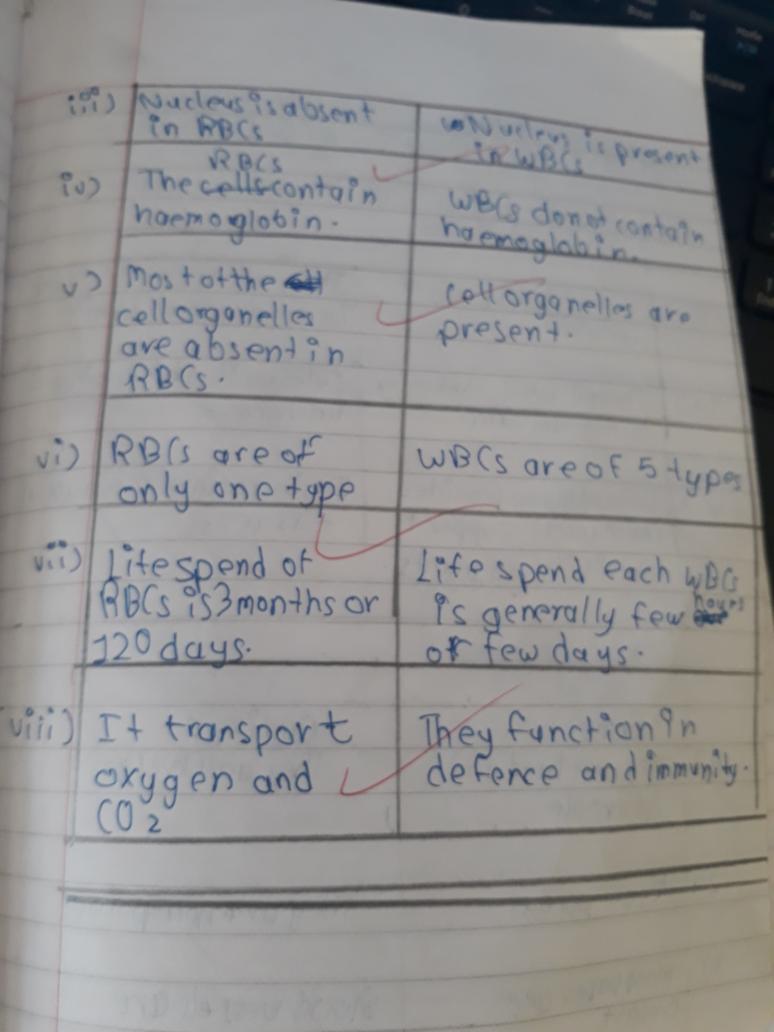 iii) Nucleus is absent
in RBCs
Nucleus is present
in WBCs
iv) RBCs
The cells contain
haemoglobin.
WBCs do not contain
haemoglobin.
v) Most of the
cell organelles
are absent in
RBCs.
Cell organelles are
present.
vi) RBCs are of
only one type
WBCs are of 5 types
vii) Life spend of
RBCs is 3 months or
120 days.
Life spend each WBCs
is generally few hours
or few days.
viii) It transport
oxygen and
CO2
They function in
defence and immunity.